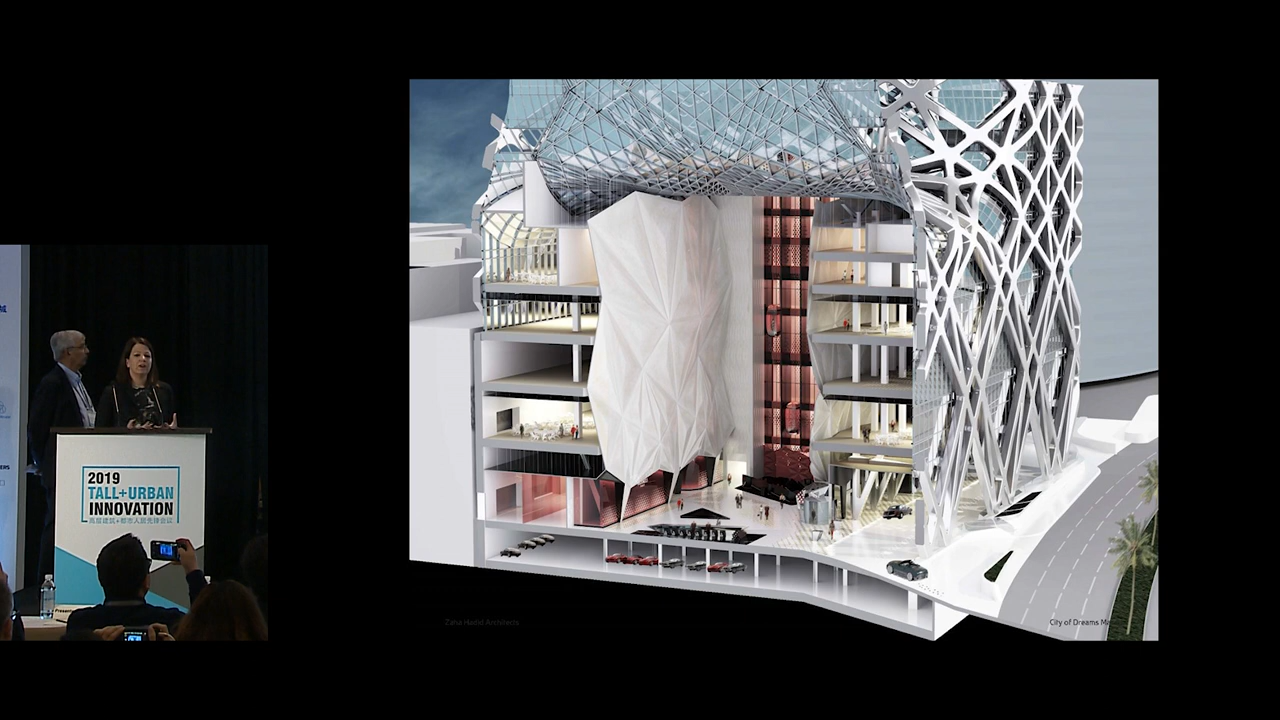 2019
TALL+URBAN
INNOVATION
高层建筑+都市人居先锋会议
Zaha Hadid Architects
City of Dreams